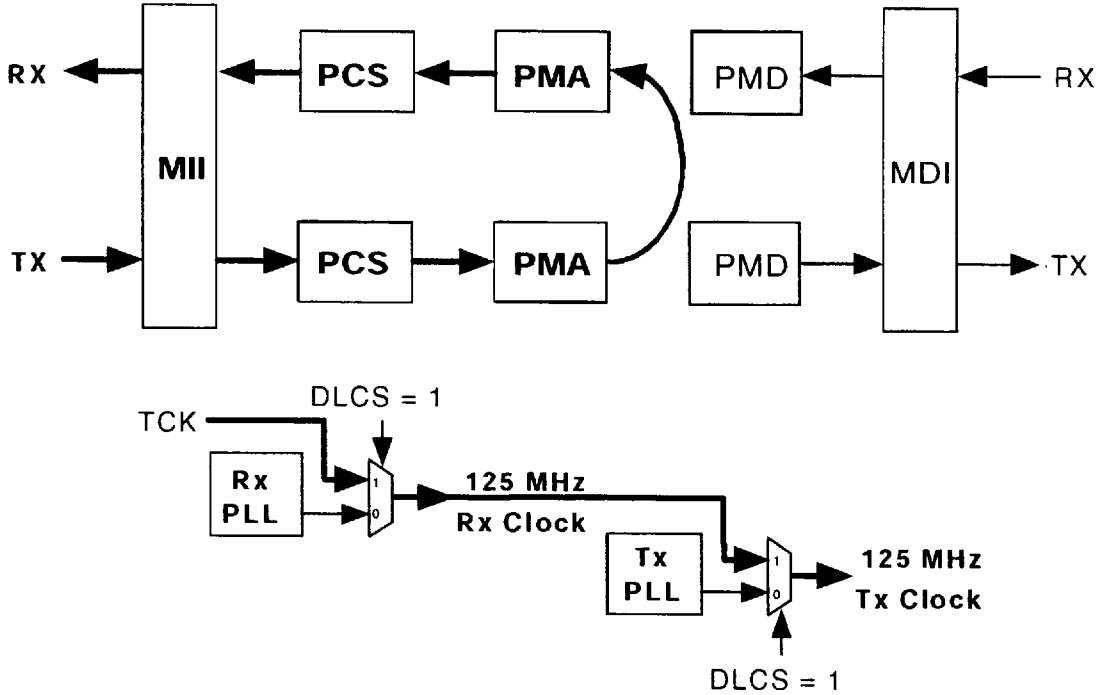 RX
PCS
PMA
PMD
RX
MII
MDI
TX
PCS
PMA
PMD
TX
DLCS = 1
TCK
Rx
PLL
1
0
125 MHz
Rx Clock
Tx
PLL
1
0
125 MHz
Tx Clock
DLCS = 1